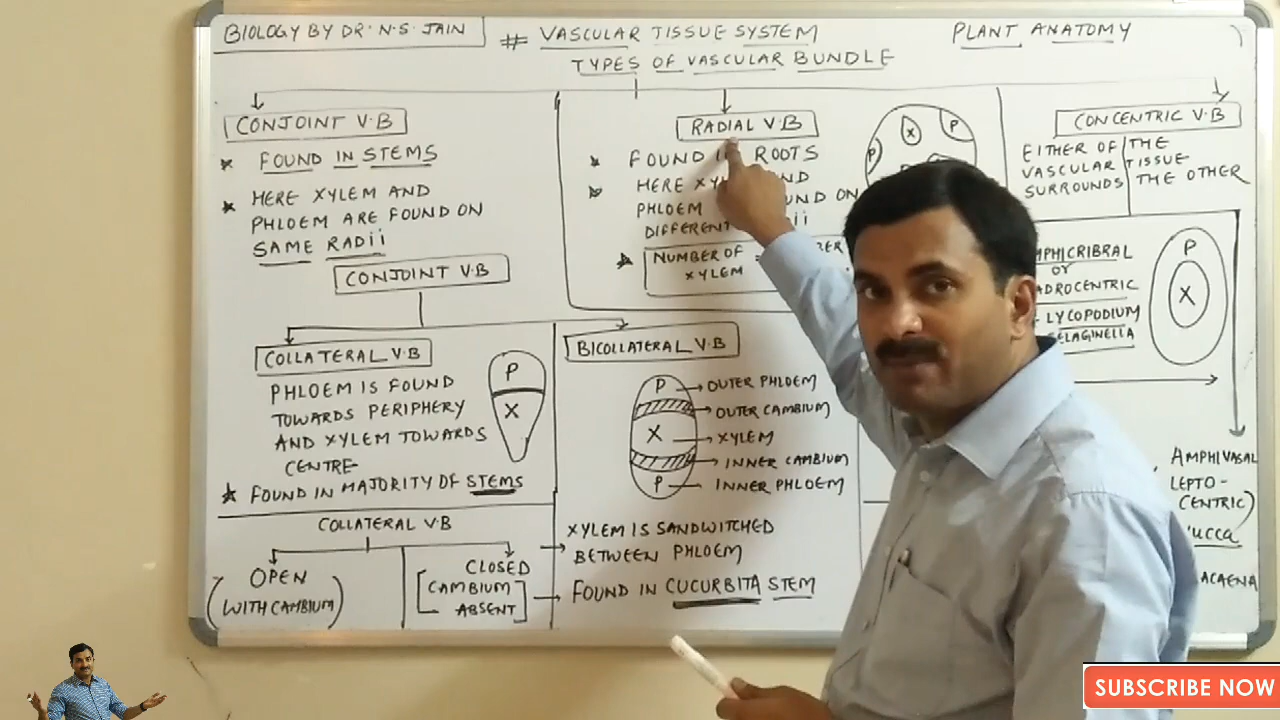 BIOLOGY BY DR. N.S. JAIN
# VASCULAR TISSUE SYSTEM
PLANT ANATOMY
TYPES OF VASCULAR BUNDLE
CONJOINT V.B
* FOUND IN STEMS
* HERE XYLEM AND
PHLOEM ARE FOUND ON
SAME RADII
CONJOINT V.B
COLLATERAL V.B
PHLOEM IS FOUND
TOWARDS PERIPHERY
AND XYLEM TOWARDS
CENTRE
* FOUND IN MAJORITY OF STEMS
P
X
COLLATERAL V.B
OPEN
(WITH CAMBIUM)
CLOSED
[CAMBIUM
ABSENT]
RADIAL V.B
FOUND ROOTS
HERE
PHLOEM ON
DIFFERENT
NUMBER OF =
XYLEM
X
P
P
BICOLLATERAL V.B
P → OUTER PHLOEM
→ OUTER CAMBIUM
X → XYLEM
→ INNER CAMBIUM
P → INNER PHLOEM
→ XYLEM IS SANDWITCHED
BETWEEN PHLOEM
→ FOUND IN CUCURBITA STEM
CONCENTRIC V.B
EITHER OF THE
VASCULAR TISSUE
SURROUNDS THE OTHER
MPHICRIBRAL
OR
ADROCENTRIC
LYCOPODIUM
SELAGINELLA
P
X
AMPHIVASAL
LEPTO-
CENTRIC)
UCCA
ACAENA
SUBSCRIBE NOW